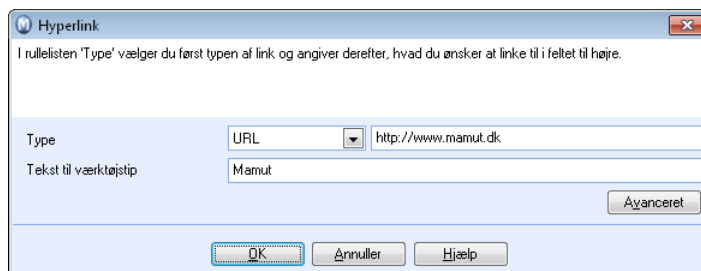 Hyperlink
I rullelisten 'Type' vælger du først typen af link og angiver derefter, hvad du ønsker at linke til i feltet til højre.
Type URL http://www.mamut.dk
Tekst til værktøjstip Mamut
Avanceret
OK Annuller Hjælp